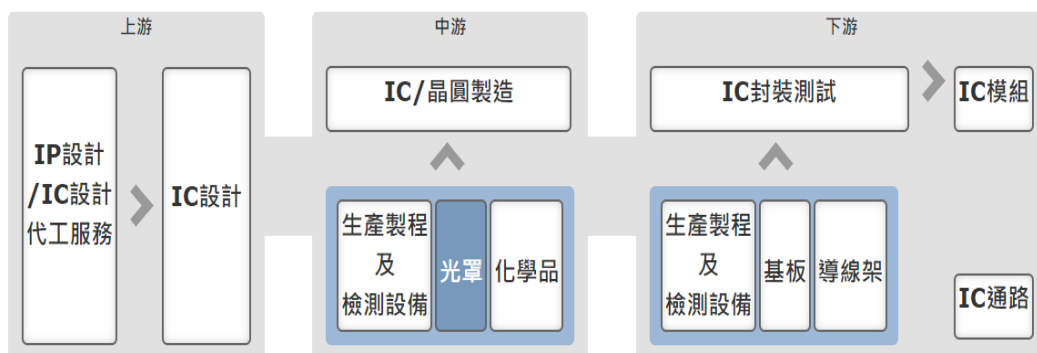 上游
IP設計
/IC設計
代工服務
IC設計
中游
IC/晶圓製造
生產製程
及
檢測設備
光罩
化學品
下游
IC封裝測試
生產製程
及
檢測設備
基板
導線架
IC模組
IC通路